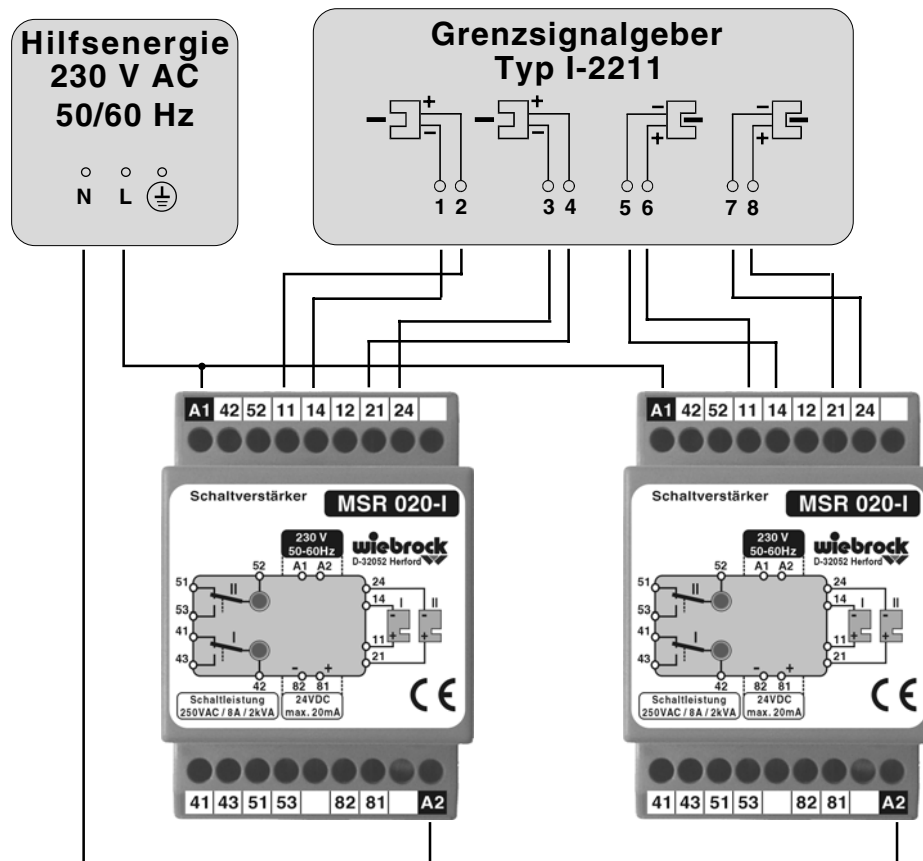 Hilfsenergie
230 V AC
50/60 Hz
N L
Grenzsignalgeber
Typ I-2211
+ + - -
- - + +
1 2 3 4 5 6 7 8
A1 42 52 11 14 12 21 24
Schaltverstärker MSR 020-I
230 V
50-60Hz
wiebrock
D-32052 Herford
52 A1 A2
51 II 24
14 I II
53 - -
41 I 11 + +
43 21
- +
42 82 81
Schaltleistung
250VAC / 8A / 2kVA
24VDC
max. 20mA
CE
41 43 51 53 82 81 A2
A1 42 52 11 14 12 21 24
Schaltverstärker MSR 020-I
230 V
50-60Hz
wiebrock
D-32052 Herford
52 A1 A2
51 II 24
14 I II
53 - -
41 I 11 + +
43 21
- +
42 82 81
Schaltleistung
250VAC / 8A / 2kVA
24VDC
max. 20mA
CE
41 43 51 53 82 81 A2